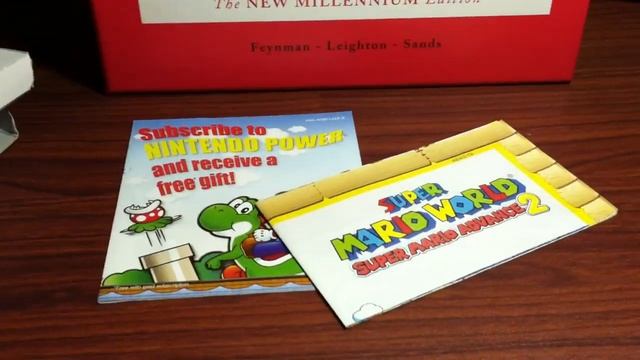 The NEW MILLENNIUM Edition
Feynman - Leighton - Sands
Subscribe to
NINTENDO POWER
and receive a
free gift!
SUPER
MARIO WORLD
SUPER MARIO ADVANCE 2